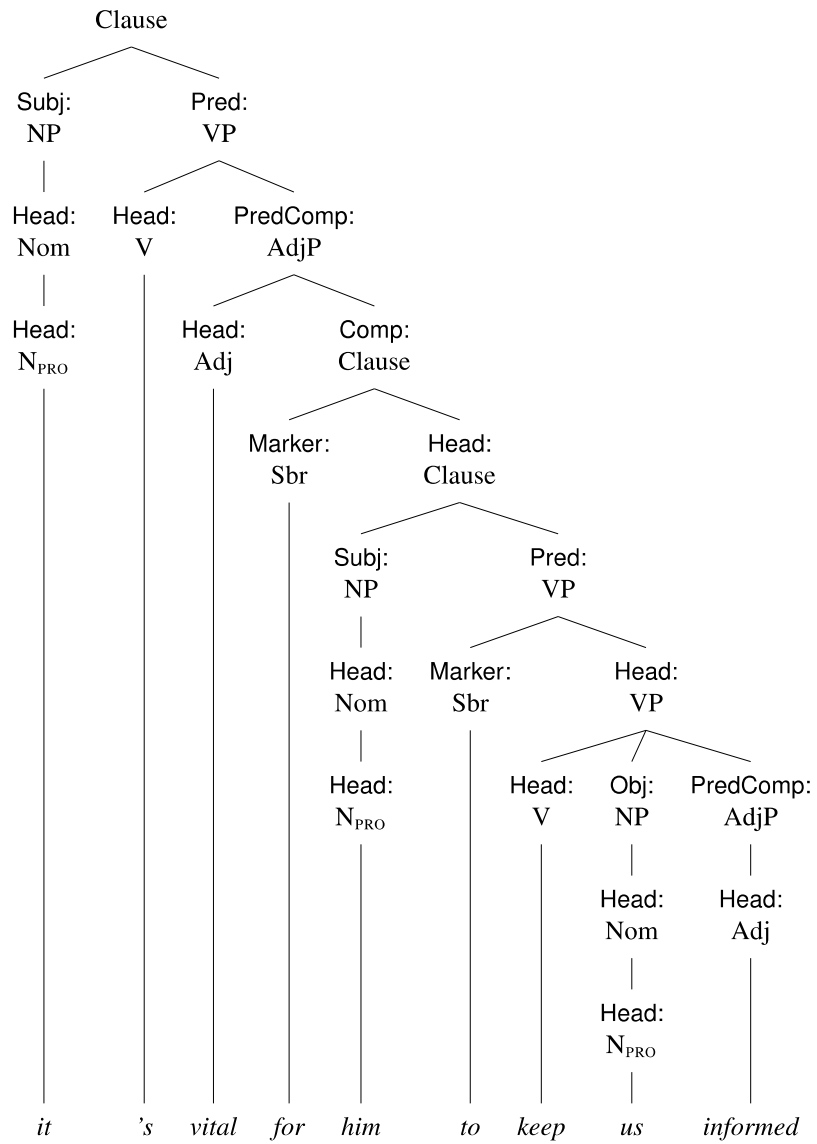 Clause
Subj: Pred:
NP VP
Head: Head: PredComp:
Nom V AdjP
Head: Head: Comp:
NPRO Adj Clause
Marker: Head:
Sbr Clause
Subj: Pred:
NP VP
Head: Marker: Head:
Nom Sbr VP
Head: Head: Obj: PredComp:
NPRO V NP AdjP
Head: Head:
Nom Adj
Head:
NPRO
it 's vital for him to keep us informed